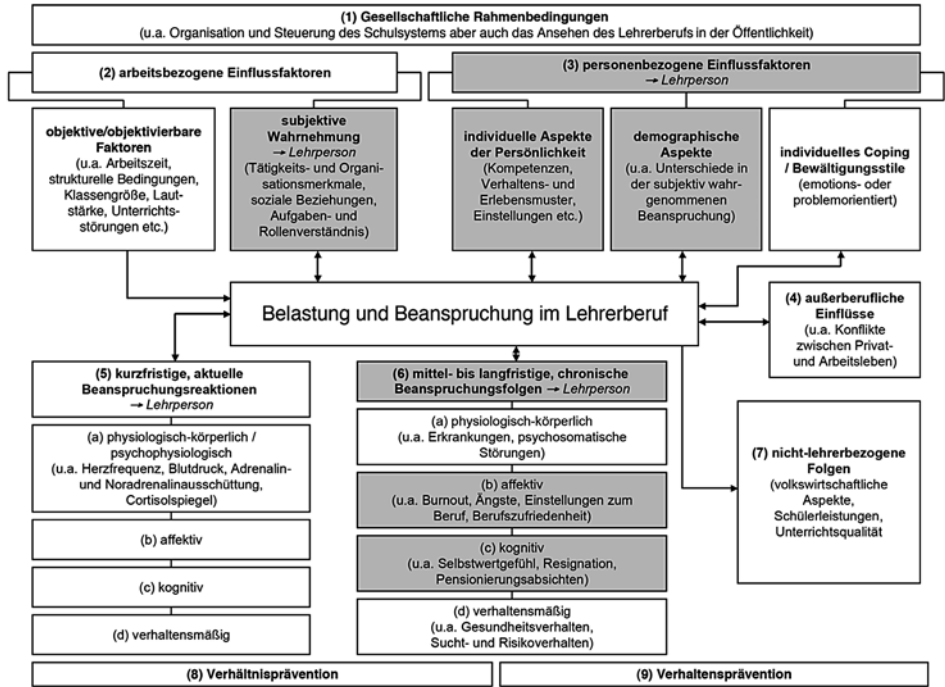 (1) Gesellschaftliche Rahmenbedingungen
(u.a. Organisation und Steuerung des Schulsystems aber auch das Ansehen des Lehrerberufs in der Öffentlichkeit)
(2) arbeitsbezogene Einflussfaktoren
(3) personenbezogene Einflussfaktoren
→ Lehrperson
objektive/objektivierbare
Faktoren
(u.a. Arbeitszeit,
strukturelle Bedingungen,
Klassengröße, Laut-
stärke, Unterrichts-
störungen etc.)
subjektive
Wahrnehmung
→ Lehrperson
(Tätigkeits- und Organi-
sationsmerkmale,
soziale Beziehungen,
Aufgaben- und
Rollenverständnis)
individuelle Aspekte
der Persönlichkeit
(Kompetenzen,
Verhaltens- und
Erlebensmuster,
Einstellungen etc.)
demographische
Aspekte
(u.a. Unterschiede in
der subjektiv wahr-
genommenen
Beanspruchung)
individuelles Coping
/ Bewältigungsstile
(emotions- oder
problemorientiert)
Belastung und Beanspruchung im Lehrerberuf
(4) außerberufliche
Einflüsse
(u.a. Konflikte
zwischen Privat-
und Arbeitsleben)
(5) kurzfristige, aktuelle
Beanspruchungsreaktionen
→ Lehrperson
(a) physiologisch-körperlich /
psychophysiologisch
(u.a. Herzfrequenz, Blutdruck, Adrenalin-
und Noradrenalinausschüttung,
Cortisolspiegel)
(b) affektiv
(c) kognitiv
(d) verhaltensmäßig
(6) mittel- bis langfristige, chronische
Beanspruchungsfolgen → Lehrperson
(a) physiologisch-körperlich
(u.a. Erkrankungen, psychosomatische
Störungen)
(b) affektiv
(u.a. Burnout, Ängste, Einstellungen zum
Beruf, Berufszufriedenheit)
(c) kognitiv
(u.a. Selbstwertgefühl, Resignation,
Pensionierungsabsichten)
(d) verhaltensmäßig
(u.a. Gesundheitsverhalten,
Sucht- und Risikoverhalten)
(7) nicht-lehrerbezogene
Folgen
(volkswirtschaftliche
Aspekte,
Schülerleistungen,
Unterrichtsqualität
(8) Verhältnisprävention
(9) Verhaltensprävention